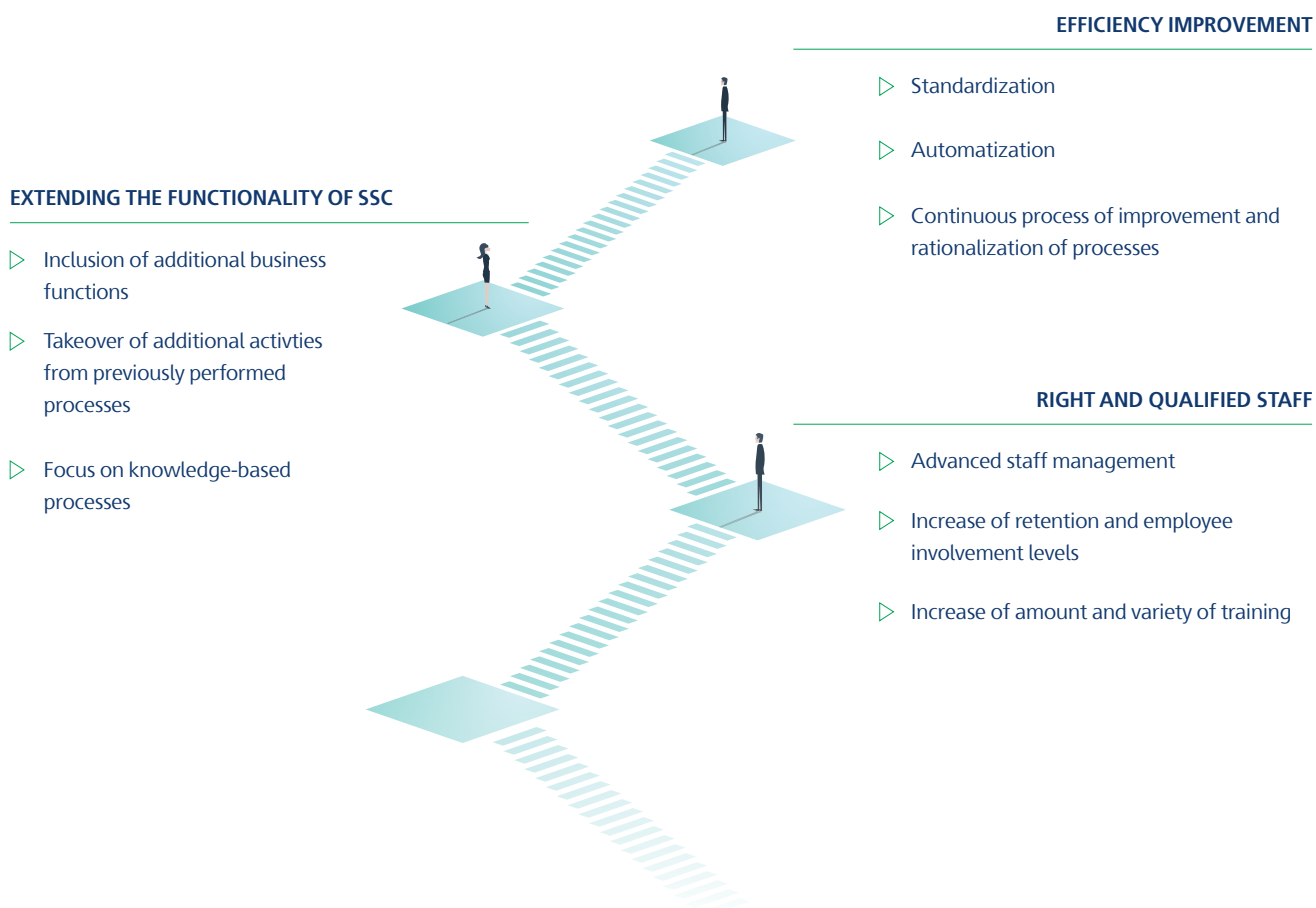 EFFICIENCY IMPROVEMENT
Standardization
Automatization
Continuous process of improvement and
rationalization of processes
EXTENDING THE FUNCTIONALITY OF SSC
Inclusion of additional business
functions
Takeover of additional activties
from previously performed
processes
Focus on knowledge-based
processes
RIGHT AND QUALIFIED STAFF
Advanced staff management
Increase of retention and employee
involvement levels
Increase of amount and variety of training